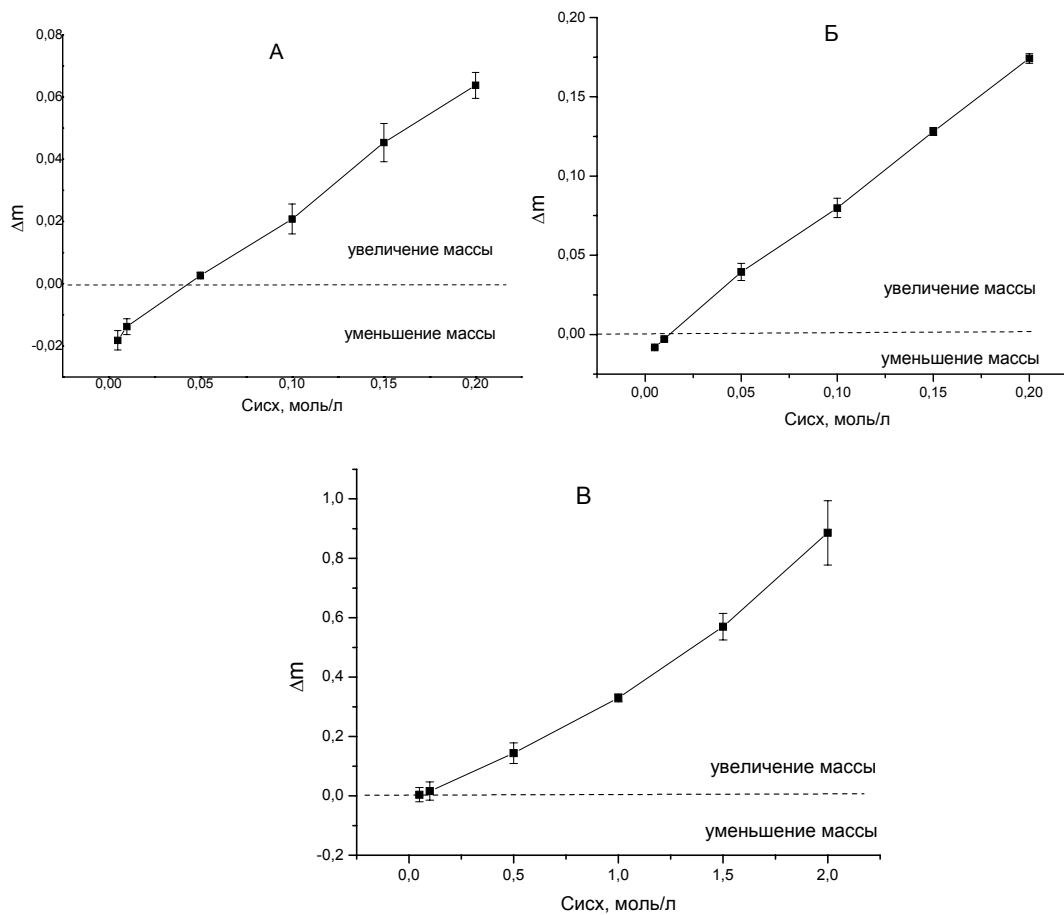 А
0,08
0,06
0,04
0,02
0,00
-0,02
Δm
увеличение массы
уменьшение массы
0,00 0,05 0,10 0,15 0,20
Сисх, моль/л
Б
0,20
0,15
0,10
0,05
0,00
Δm
увеличение массы
уменьшение массы
0,00 0,05 0,10 0,15 0,20
Сисх, моль/л
В
1,0
0,8
0,6
0,4
0,2
0,0
-0,2
Δm
увеличение массы
уменьшение массы
0,0 0,5 1,0 1,5 2,0
Сисх, моль/л